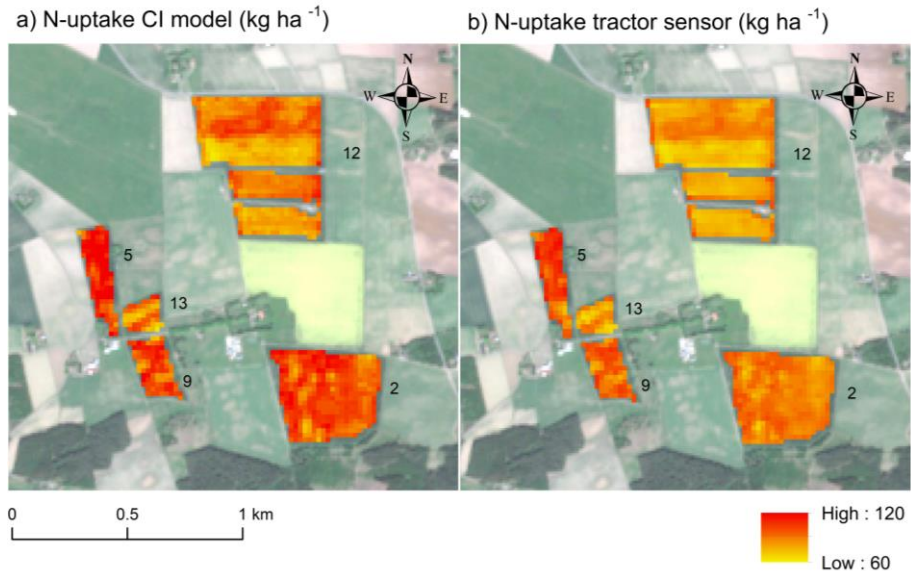 a) N-uptake CI model (kg ha -1)
b) N-uptake tractor sensor (kg ha -1)
N
W E
S
N
W E
S
12
12
5
5
13
13
9
9
2
2
0 0.5 1 km
High : 120
Low : 60